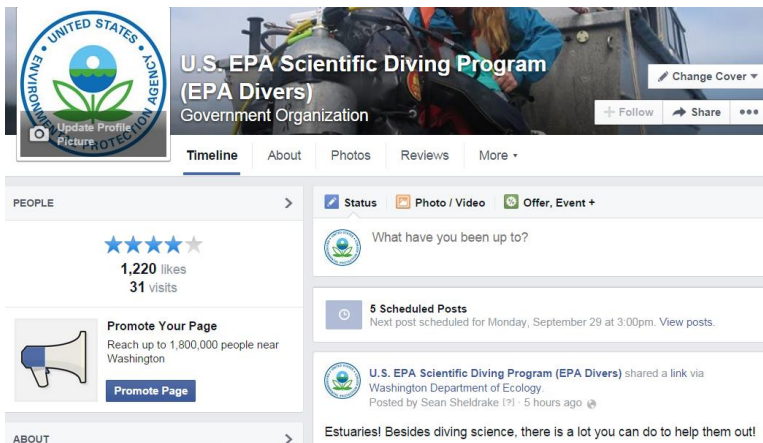 UNITED STATES
ENVIRONMENTAL PROTECTION AGENCY
Update Profile
Picture
U.S. EPA Scientific Diving Program
(EPA Divers)
Government Organization
Change Cover
Follow
Share
Timeline
About
Photos
Reviews
More
PEOPLE
1,220 likes
31 visits
Promote Your Page
Reach up to 1,800,000 people near
Washington
Promote Page
ABOUT
Status
Photo / Video
Offer, Event +
What have you been up to?
5 Scheduled Posts
Next post scheduled for Monday, September 29 at 3:00pm. View posts.
U.S. EPA Scientific Diving Program (EPA Divers) shared a link via
Washington Department of Ecology.
Posted by Sean Sheldrake [?] · 5 hours ago
Estuaries! Besides diving science, there is a lot you can do to help them out!